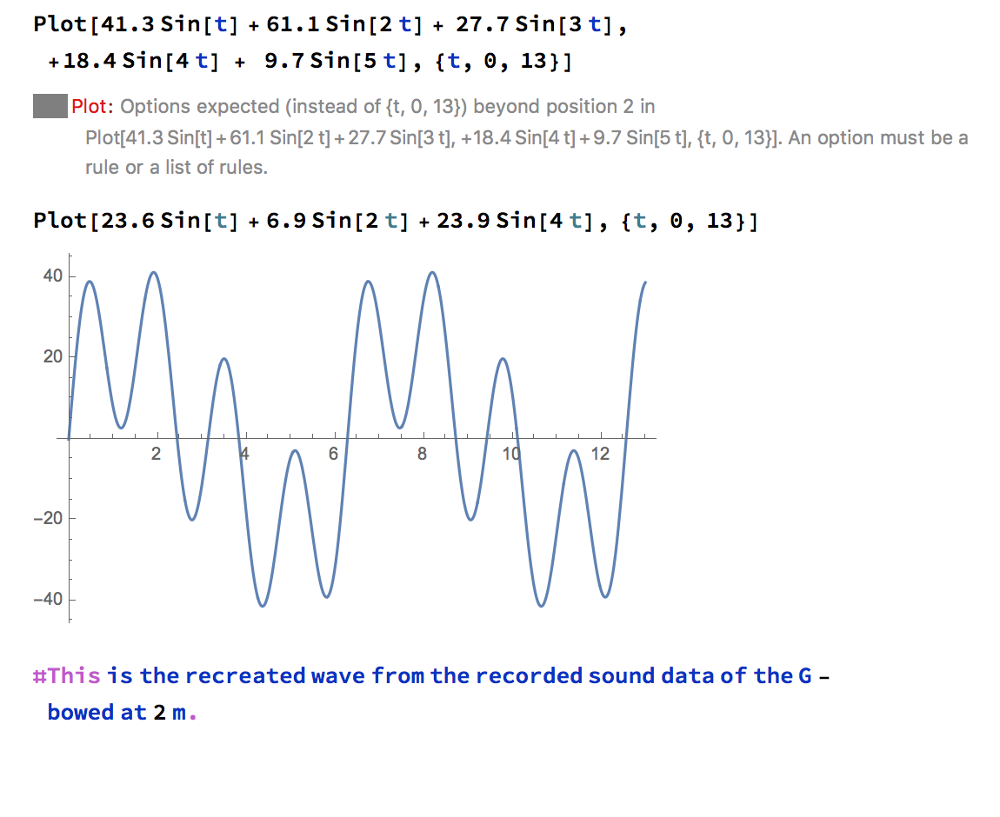 Plot[41.3 Sin[t] + 61.1 Sin[2 t] + 27.7 Sin[3 t],
+18.4 Sin[4 t] + 9.7 Sin[5 t], {t, 0, 13}]
Plot: Options expected (instead of {t, 0, 13}) beyond position 2 in
Plot[41.3 Sin[t] + 61.1 Sin[2 t] + 27.7 Sin[3 t], +18.4 Sin[4 t] + 9.7 Sin[5 t], {t, 0, 13}]. An option must be a
rule or a list of rules.
Plot[23.6 Sin[t] + 6.9 Sin[2 t] + 23.9 Sin[4 t], {t, 0, 13}]
40
20
2 4 6 8 10 12
−20
−40
#This is the recreated wave from the recorded sound data of the G –
bowed at 2 m.